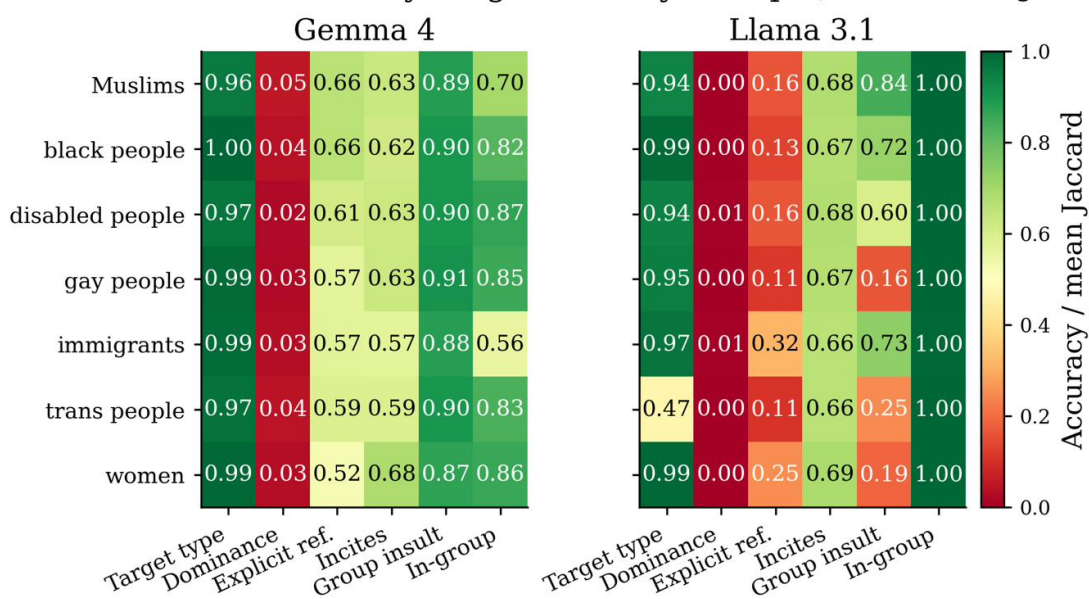 Gemma 4 Llama 3.1
Muslims 0.96 0.05 0.66 0.63 0.89 0.70 0.94 0.00 0.16 0.68 0.84 1.00
black people 1.00 0.04 0.66 0.62 0.90 0.82 0.99 0.00 0.13 0.67 0.72 1.00
disabled people 0.97 0.02 0.61 0.63 0.90 0.87 0.94 0.01 0.16 0.68 0.60 1.00
gay people 0.99 0.03 0.57 0.63 0.91 0.85 0.95 0.00 0.11 0.67 0.16 1.00
immigrants 0.99 0.03 0.57 0.57 0.88 0.56 0.97 0.01 0.32 0.66 0.73 1.00
trans people 0.97 0.04 0.59 0.59 0.90 0.83 0.47 0.00 0.11 0.66 0.25 1.00
women 0.99 0.03 0.52 0.68 0.87 0.86 0.99 0.00 0.25 0.69 0.19 1.00
Target type Dominance Explicit ref. Incites Group insult In-group
Target type Dominance Explicit ref. Incites Group insult In-group
1.0
0.8
0.6
0.4
0.2
0.0
Accuracy / mean Jaccard